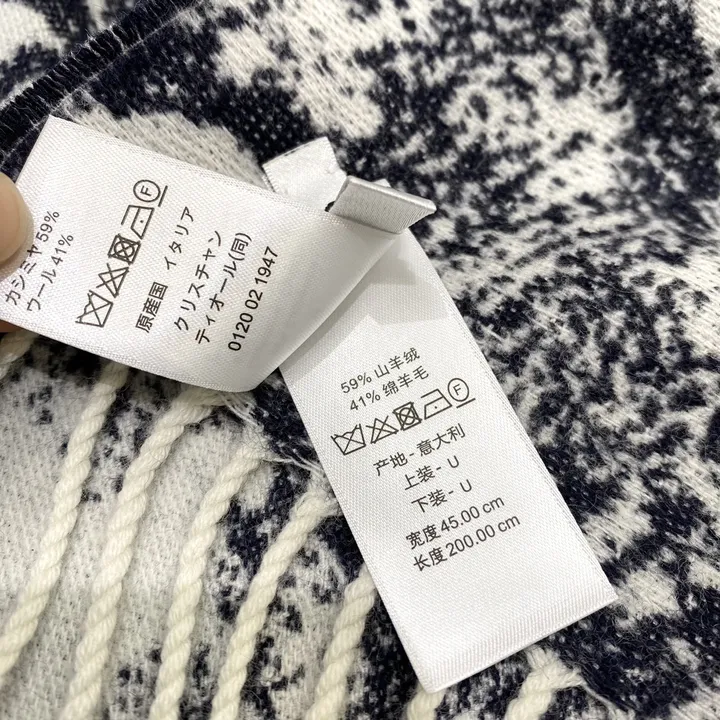 カシミヤ 59%
ウール 41%
原産国 イタリア
クリスチャン
ディオール(同)
0120 02 1947
59% 山羊绒
41% 绵羊毛
产地 - 意大利
上装 - U
下装 - U
宽度 45.00 cm
长度 200.00 cm